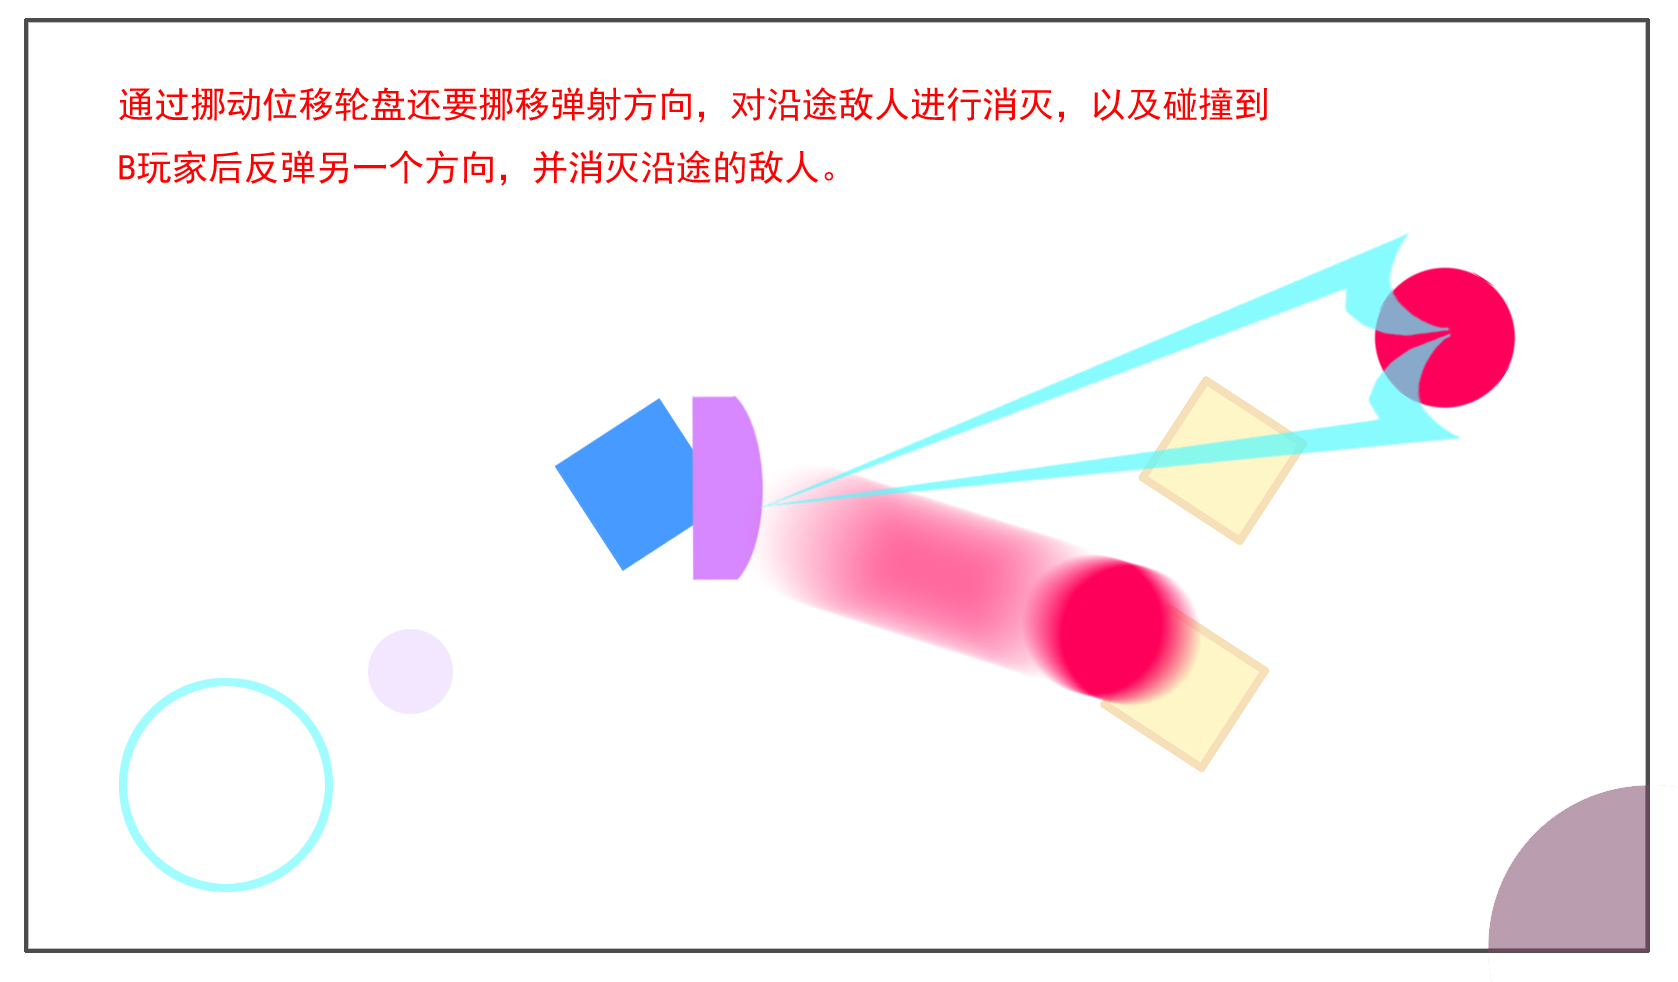 通过挪动位移轮盘还要挪移弹射方向，对沿途敌人进行消灭，以及碰撞到
B玩家后反弹另一个方向，并消灭沿途的敌人。